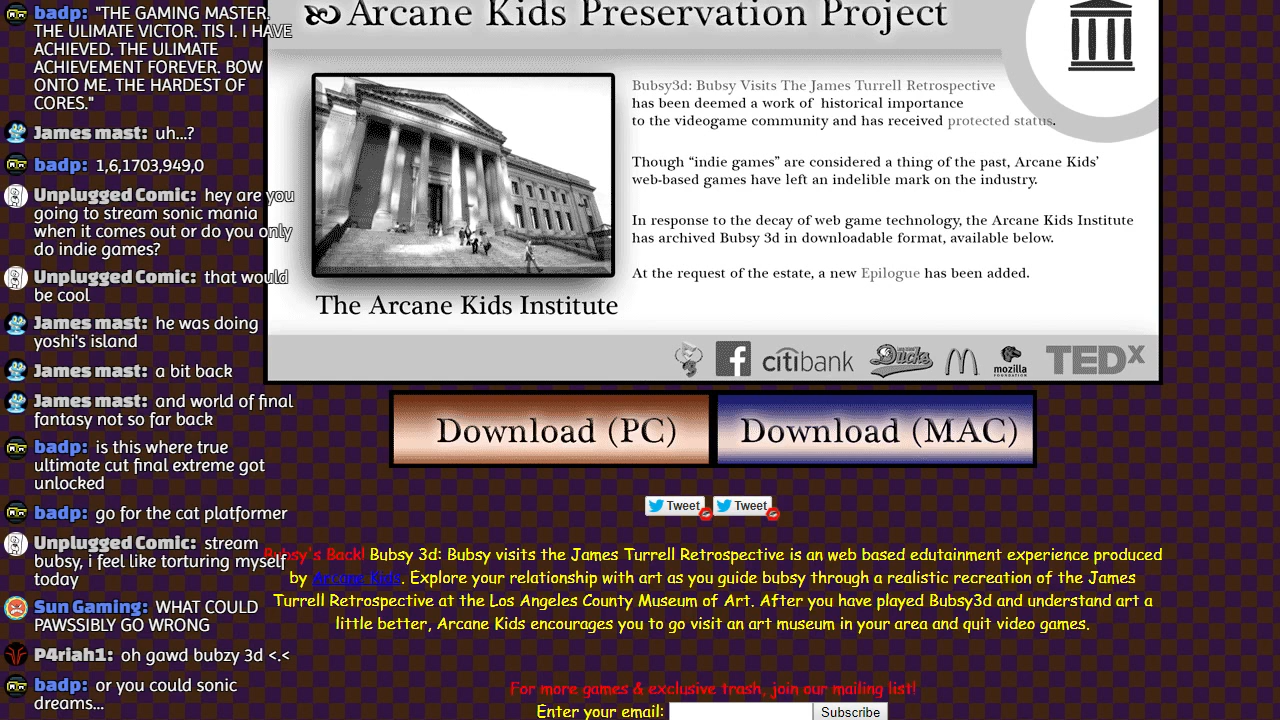 badp: "THE GAMING MASTER.
THE ULIMATE VICTOR. TIS I. I HAVE
ACHIEVED. THE ULIMATE
ACHIEVEMENT FOREVER. BOW
ONTO ME. THE HARDEST OF
CORES."
James mast: uh...?
badp: 1,6,1703,949,0
Unplugged Comic: hey are you
going to stream sonic mania
when it comes out or do you only
do indie games?
Unplugged Comic: that would
be cool
James mast: he was doing
yoshi's island
James mast: a bit back
James mast: and world of final
fantasy not so far back
badp: is this where true
ultimate cut final extreme got
unlocked
badp: go for the cat platformer
Unplugged Comic: stream
bubsy, i feel like torturing myself
today
Sun Gaming: WHAT COULD
PAWSSIBLY GO WRONG
P4riah1: oh gawd bubzy 3d <.<
badp: or you could sonic
dreams...
Arcane Kids Preservation Project
Bubsy3d: Bubsy Visits The James Turrell Retrospective
has been deemed a work of historical importance
to the videogame community and has received protected status.
Though “indie games” are considered a thing of the past, Arcane Kids’
web-based games have left an indelible mark on the industry.
In response to the decay of web game technology, the Arcane Kids Institute
has archived Bubsy 3d in downloadable format, available below.
At the request of the estate, a new Epilogue has been added.
The Arcane Kids Institute
f citibank Ducks mozilla FOUNDATION TEDx
Download (PC) Download (MAC)
Tweet Tweet
Bubsy's Back! Bubsy 3d: Bubsy visits the James Turrell Retrospective is an web based edutainment experience produced
by Arcane Kids. Explore your relationship with art as you guide bubsy through a realistic recreation of the James
Turrell Retrospective at the Los Angeles County Museum of Art. After you have played Bubsy3d and understand art a
little better, Arcane Kids encourages you to go visit an art museum in your area and quit video games.
For more games & exclusive trash, join our mailing list!
Enter your email: Subscribe